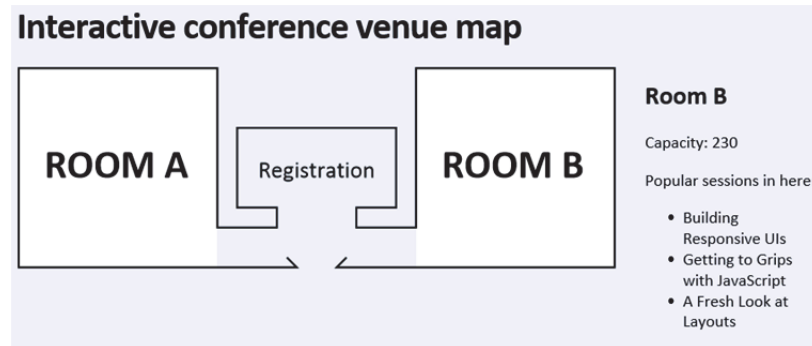 Interactive conference venue map
ROOM A
Registration
ROOM B
Room B
Capacity: 230
Popular sessions in here
• Building
Responsive UIs
• Getting to Grips
with JavaScript
• A Fresh Look at
Layouts